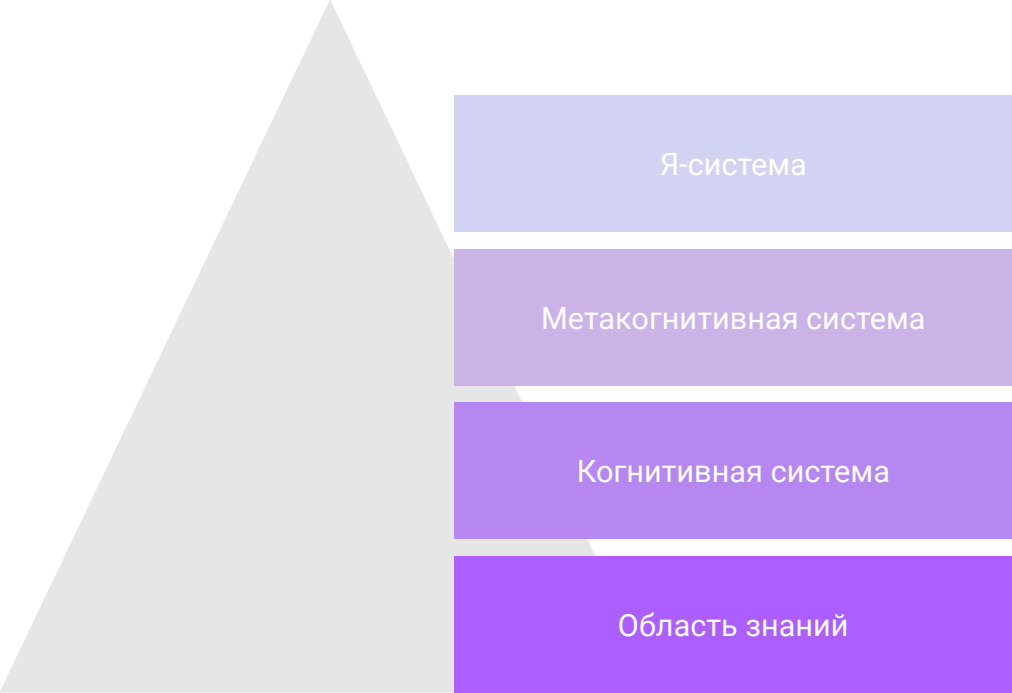 Я-система
Метакогнитивная система
Когнитивная система
Область знаний